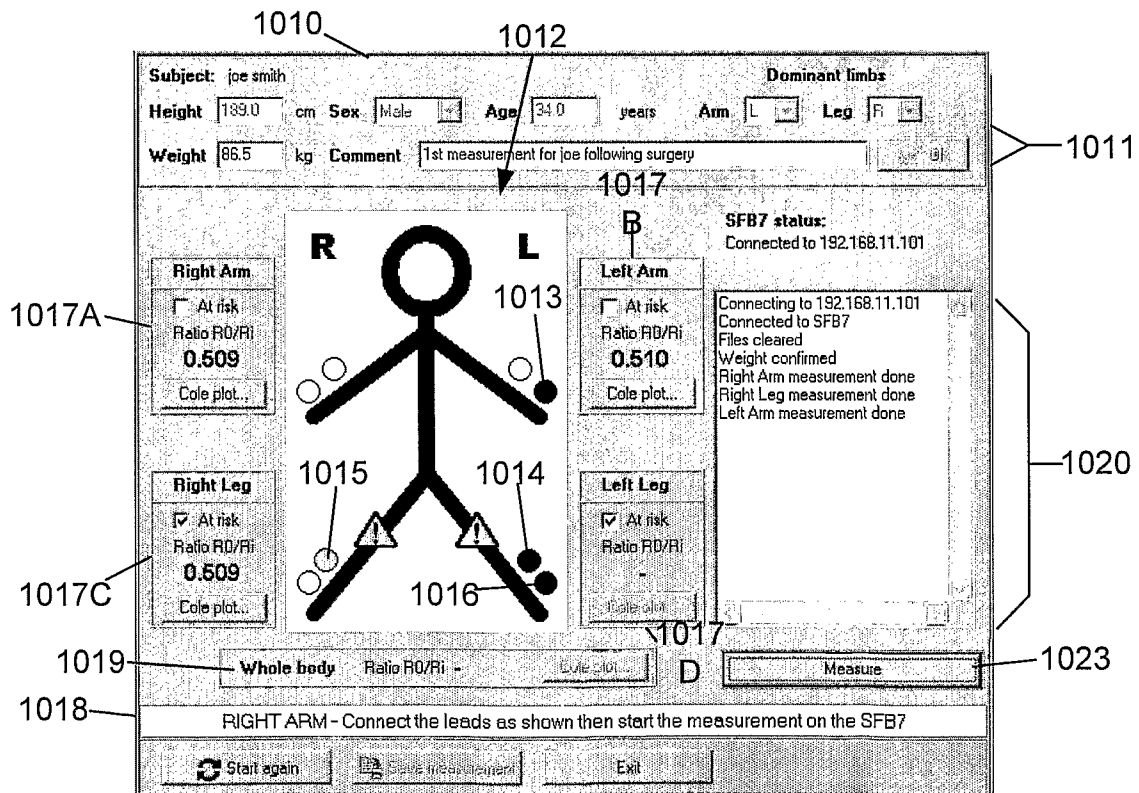 1010
1012
Subject: joe smith
Dominant limbs
Height 189.0 cm Sex Male Age 34.0 years Arm L Leg R
1011
Weight 86.5 kg Comment 1st measurement for joe following surgery
1017
B
SFB7 status:
Connected to 192.168.11.101
R L
Right Arm
At risk
Ratio R0/Ri
0.509
Cole plot...
1017A
1013
Left Arm
At risk
Ratio R0/Ri
0.510
Cole plot...
Connecting to 192.168.11.101
Connected to SFB7
Files cleared
Weight confirmed
Right Arm measurement done
Right Leg measurement done
Left Arm measurement done
1020
1015
1014
Right Leg
At risk
Ratio R0/Ri
0.509
Cole plot...
1017C
1016
Left Leg
At risk
Ratio R0/Ri
-
Cole plot...
1017
D
1019
Whole body Ratio R0/Ri - Cole plot...
Measure
1023
1018
RIGHT ARM - Connect the leads as shown then start the measurement on the SFB7
Start again Save measurement Exit